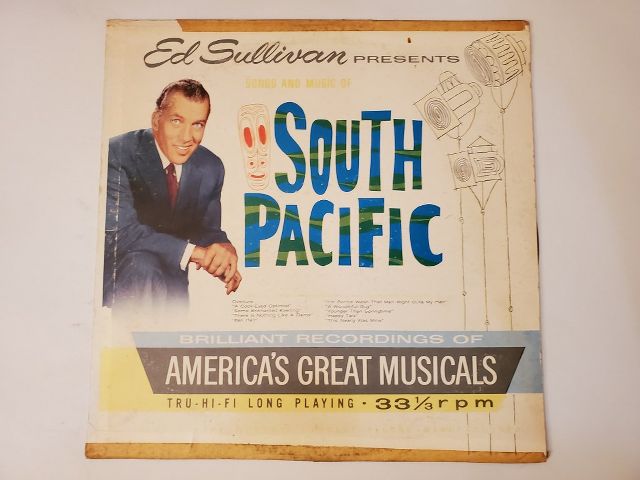 Ed Sullivan PRESENTS
SONGS AND MUSIC OF
SOUTH
PACIFIC
Overture
"A Cock-Eyed Optimist"
"Some Enchanted Evening"
"There Is Nothing Like A Dame"
"Bali Ha'i"
"I'm Gonna Wash That Man Right Outa My Hair"
"A Wonderful Guy"
"Younger Than Springtime"
"Happy Talk"
"This Nearly Was Mine"
BRILLIANT RECORDINGS OF
AMERICA'S GREAT MUSICALS
TRU-HI-FI LONG PLAYING · 33 1/3 rpm